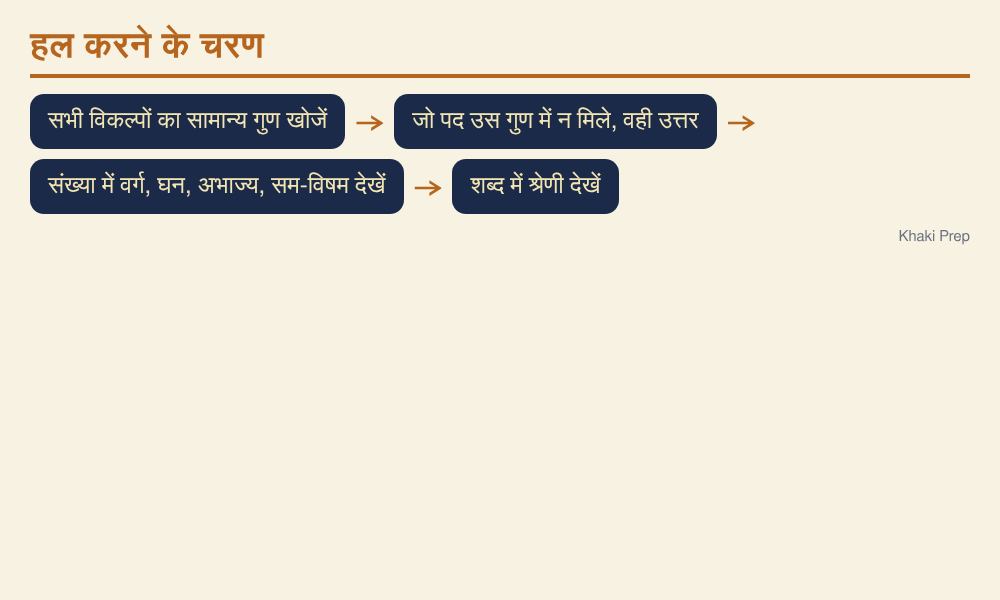 हल करने के चरण
सभी विकल्पों का सामान्य गुण खोजें → जो पद उस गुण में न मिले, वही उत्तर →
संख्या में वर्ग, घन, अभाज्य, सम-विषम देखें → शब्द में श्रेणी देखें
Khaki Prep